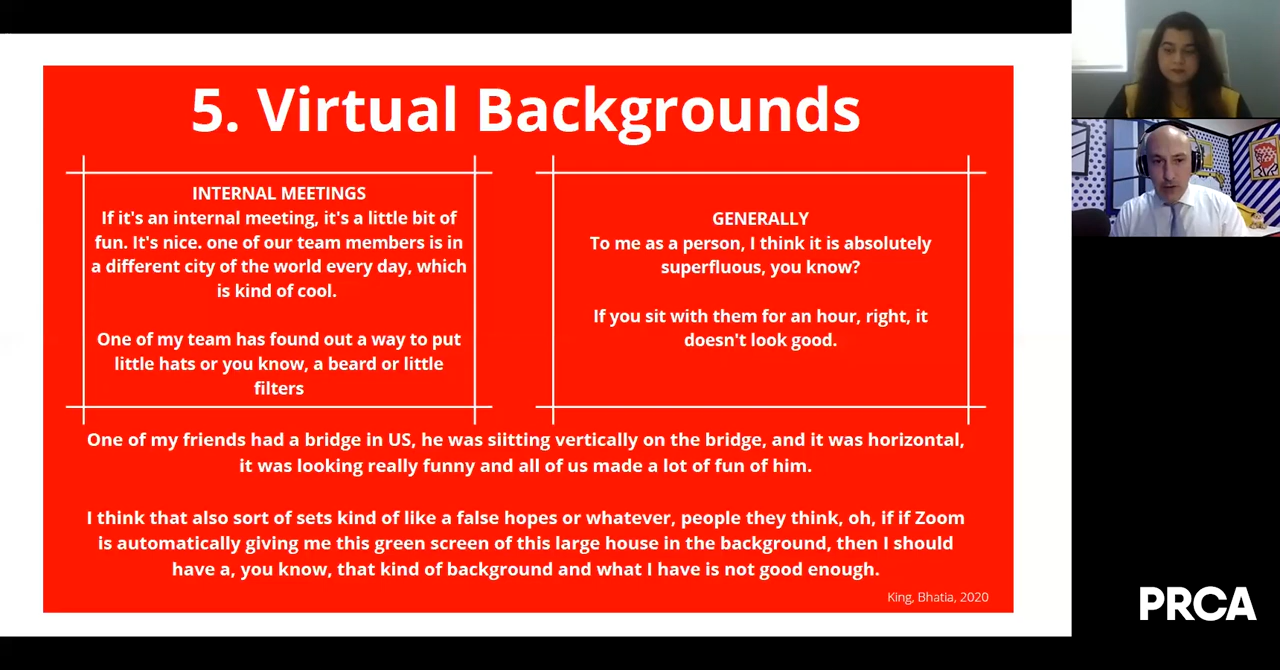 5. Virtual Backgrounds
INTERNAL MEETINGS
If it's an internal meeting, it's a little bit of
fun. It's nice. one of our team members is in
a different city of the world every day, which
is kind of cool.
One of my team has found out a way to put
little hats or you know, a beard or little
filters
GENERALLY
To me as a person, I think it is absolutely
superfluous, you know?
If you sit with them for an hour, right, it
doesn't look good.
One of my friends had a bridge in US, he was siitting vertically on the bridge, and it was horizontal,
it was looking really funny and all of us made a lot of fun of him.
I think that also sort of sets kind of like a false hopes or whatever, people they think, oh, if if Zoom
is automatically giving me this green screen of this large house in the background, then I should
have a, you know, that kind of background and what I have is not good enough.
King, Bhatia, 2020
PRCA